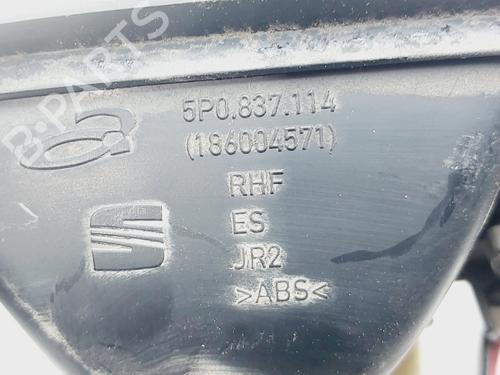 B-PARTS
5P0.837.114
(186004571)
RHF
ES
JR2
>ABS<